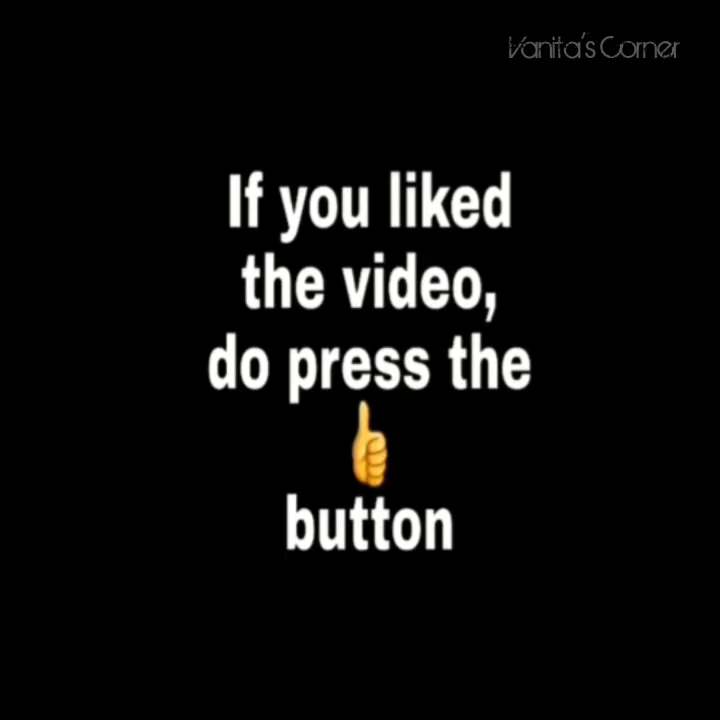 Vanita's Corner
If you liked
the video,
do press the
👍
button